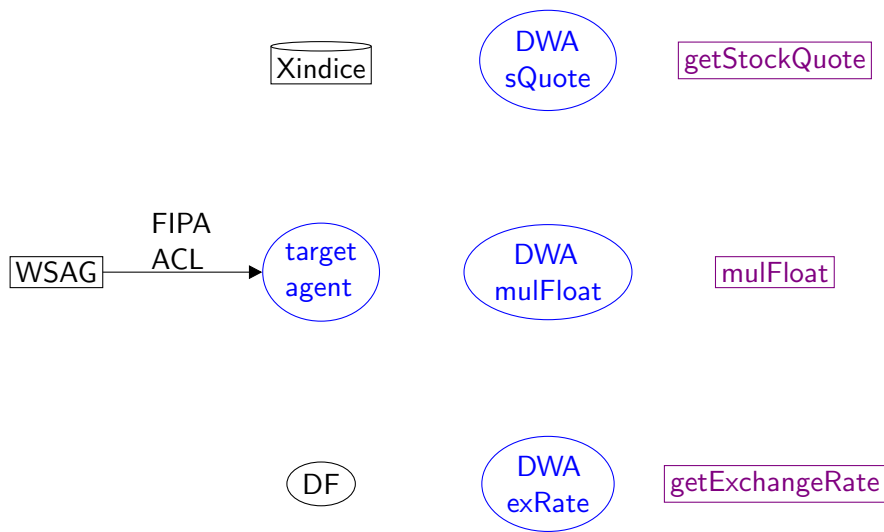 Xindice
DWA
sQuote
getStockQuote
WSAG
FIPA
ACL
target
agent
DWA
mulFloat
mulFloat
DF
DWA
exRate
getExchangeRate